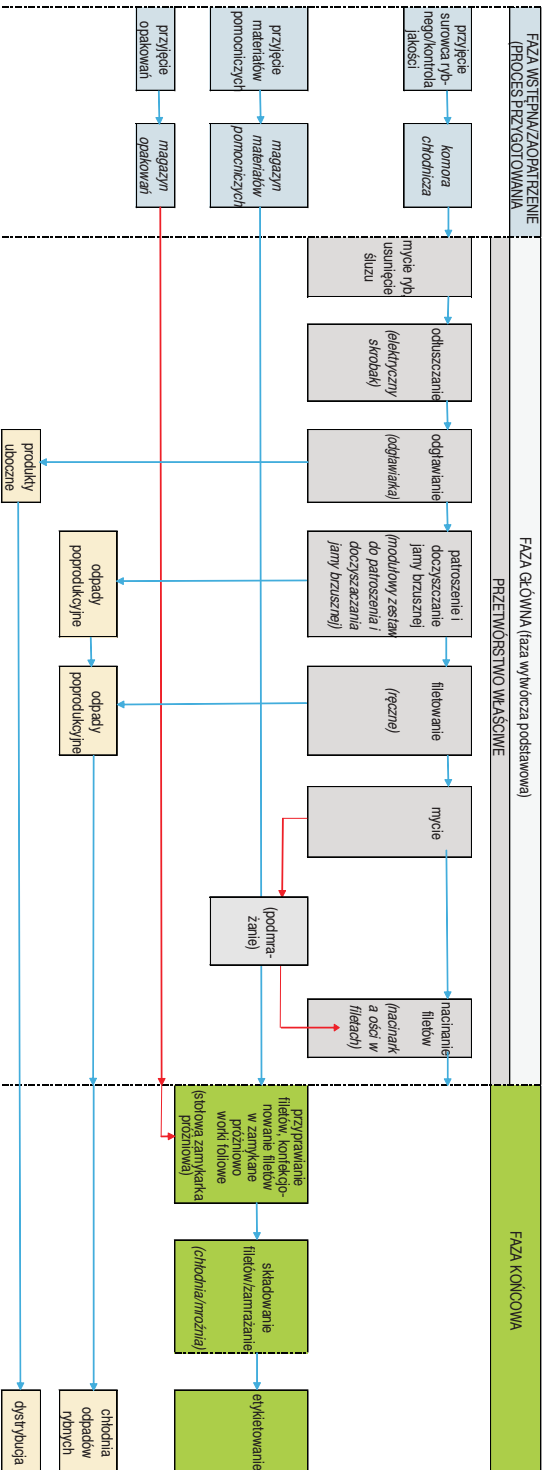 FAZA WSTĘPNA/ZAOPATRZENIE
(PROCES PRZYGOTOWANIA
FAZA GŁÓWNA (faza wytwórcza podstawowa)
PRZETWÓRSTWO WŁAŚCIWE
FAZA KOŃCOWA
przyjęcie
surowca ryb-
nego/kontrola
jakości
komora
chłodnicza
mycie ryb,
usunięcie
śluzu
odłuszczanie
(elektryczny
skrobak)
odgławianie
(odgławiarka)
patroszenie i
doczyszczanie
jamy brzusznej
(modułowy zestaw
do patroszenia i
doczyszaczania
jamy brzusznej)
filetowanie
(ręczne)
mycie
nacinanie
filetów
(nacinark
a ości w
filetach)
przyjęcie
materiałów
pomocniczych
magazyn
materiałów
pomocniczych
(podmra-
żanie)
przyjęcie
opakowań
magazyn
opakowań
przyprawianie
filetów, konfekcjo-
nowanie filetów
w zamykane
próżniowo
worki foliowe
(stołowa zamykarka
próżniowa)
składowanie
filetów/zamrażanie
(chłodnia/mroźnia)
etykietowanie
odpady
poprodukcyjne
odpady
poprodukcyjne
chłodnia
odpadów
rybnych
produkty
uboczne
dystrybucja